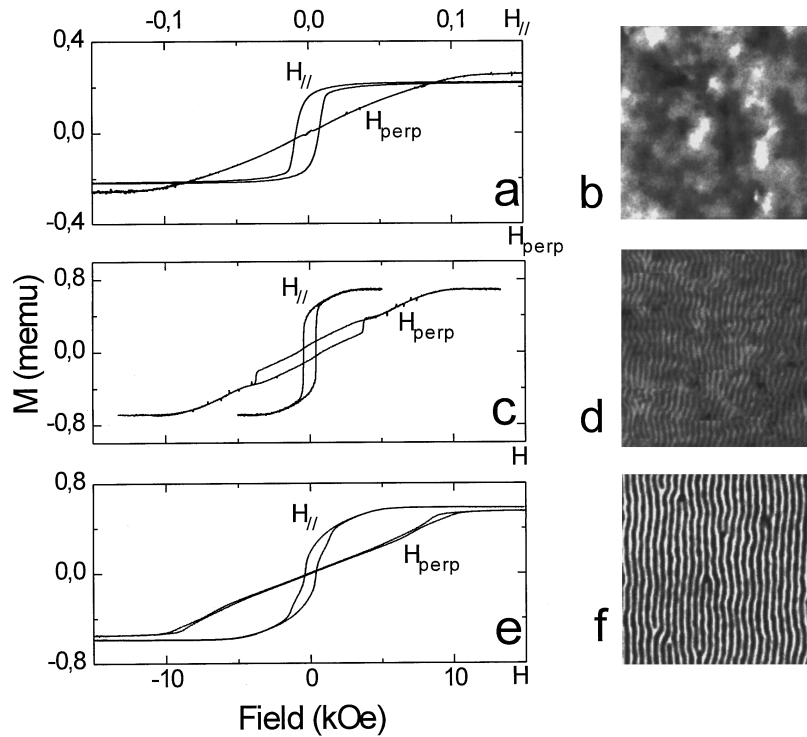 -0,1 0,0 0,1 H//
0,4
H//
0,0
Hperp
-0,4
a
b
Hperp
0,8
H//
Hperp
0,0
M (memu)
-0,8
c
d
H
0,8
H//
Hperp
0,0
e
f
-0,8
-10 0 10 H
Field (kOe)